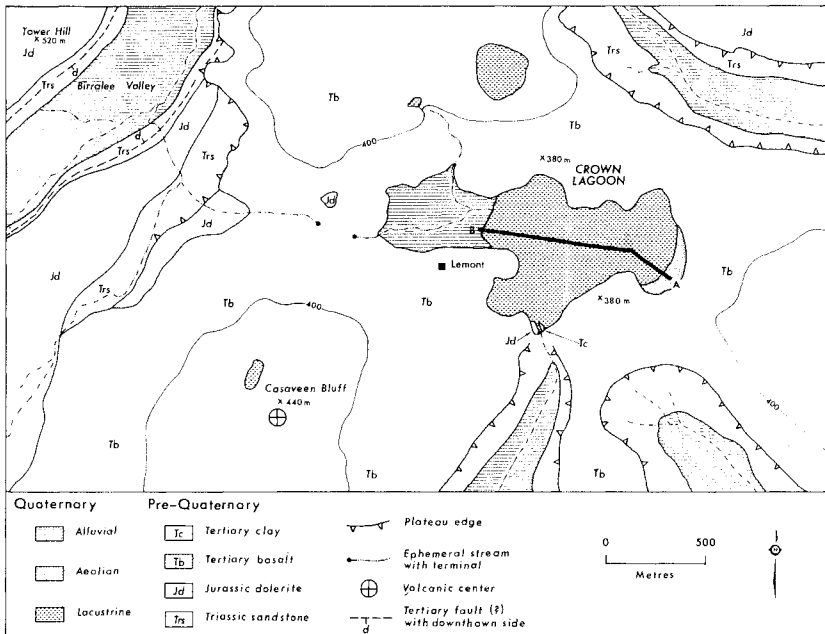 Tower Hill
x 520 m
Jd
Trs
d
Birralee Valley
d
Jd
Trs
Trs
Jd
Jd
Trs
Tb
400
Tb
Jd
Trs
Tb
x 380 m
CROWN
LAGOON
Jd
B
Lemont
Tb
Tb
A
x 380 m
Tb
400
Jd
Tc
Casaveen Bluff
x 440 m
Tb
Tb
Tb
400
Quaternary
Alluvial
Aeolian
Lacustrine
Pre-Quaternary
Tc Tertiary clay
Tb Tertiary basalt
Jd Jurassic dolerite
Trs Triassic sandstone
Plateau edge
Ephemeral stream
with terminal
Volcanic center
Tertiary fault (?)
d with downthown side
0 500
Metres